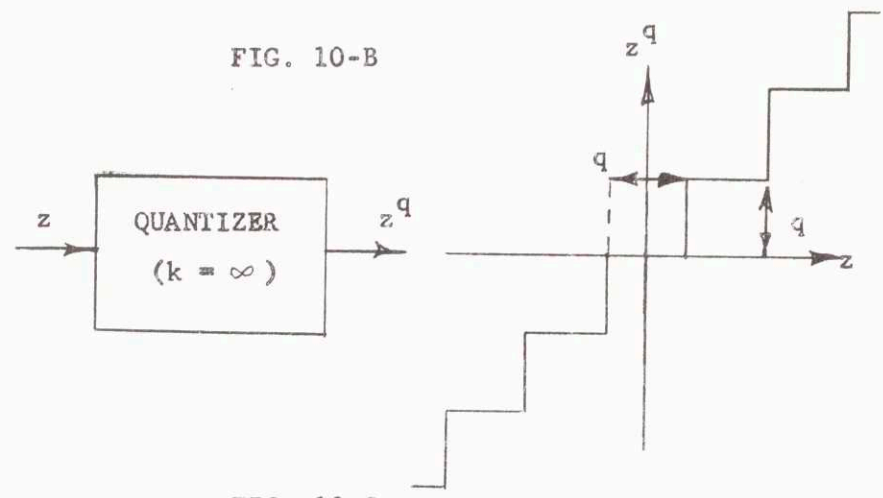 FIG. 10-B
z
QUANTIZER
(k = ∞)
z^q
z^q
q
q
z